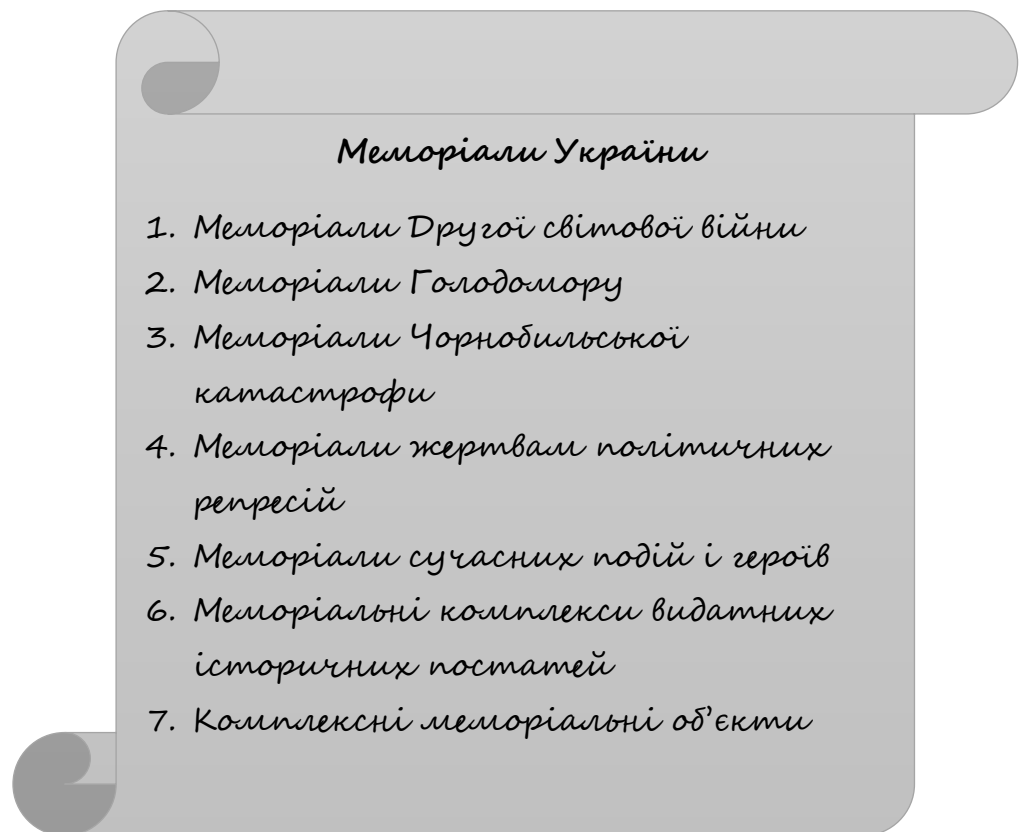 Меморіали України
1. Меморіали Другої світової війни
2. Меморіали Голодомору
3. Меморіали Чорнобильської
катастрофи
4. Меморіали жертвам політичних
репресій
5. Меморіали сучасних подій і героїв
6. Меморіальні комплекси видатних
історичних постатей
7. Комплексні меморіальні об’єкти